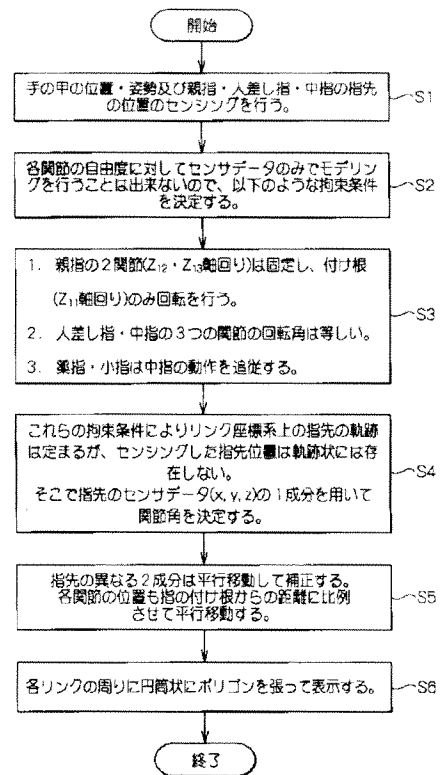 開始
手の甲の位置・姿勢及び親指・人差し指・中指の指先
の位置のセンシングを行う。
S1
各関節の自由度に対してセンサデータのみでモデリン
グを行うことは出来ないので、以下のような拘束条件
を決定する。
S2
1. 親指の2関節(Z12・Z13軸回り)は固定し、付け根
(Z11軸回り)のみ回転を行う。
2. 人差し指・中指の3つの関節の回転角は等しい。
3. 薬指・小指は中指の動作を追従する。
S3
これらの拘束条件によりリンク座標系上の指先の軌跡
は定まるが、センシングした指先位置は軌跡状には存
在しない。
そこで指先のセンサデータ(x, y, z)の1成分を用いて
関節角を決定する。
S4
指先の異なる2成分は平行移動して補正する。
各関節の位置も指の付け根からの距離に比例
させて平行移動する。
S5
各リンクの周りに円筒状にポリゴンを張って表示する。
S6
終了